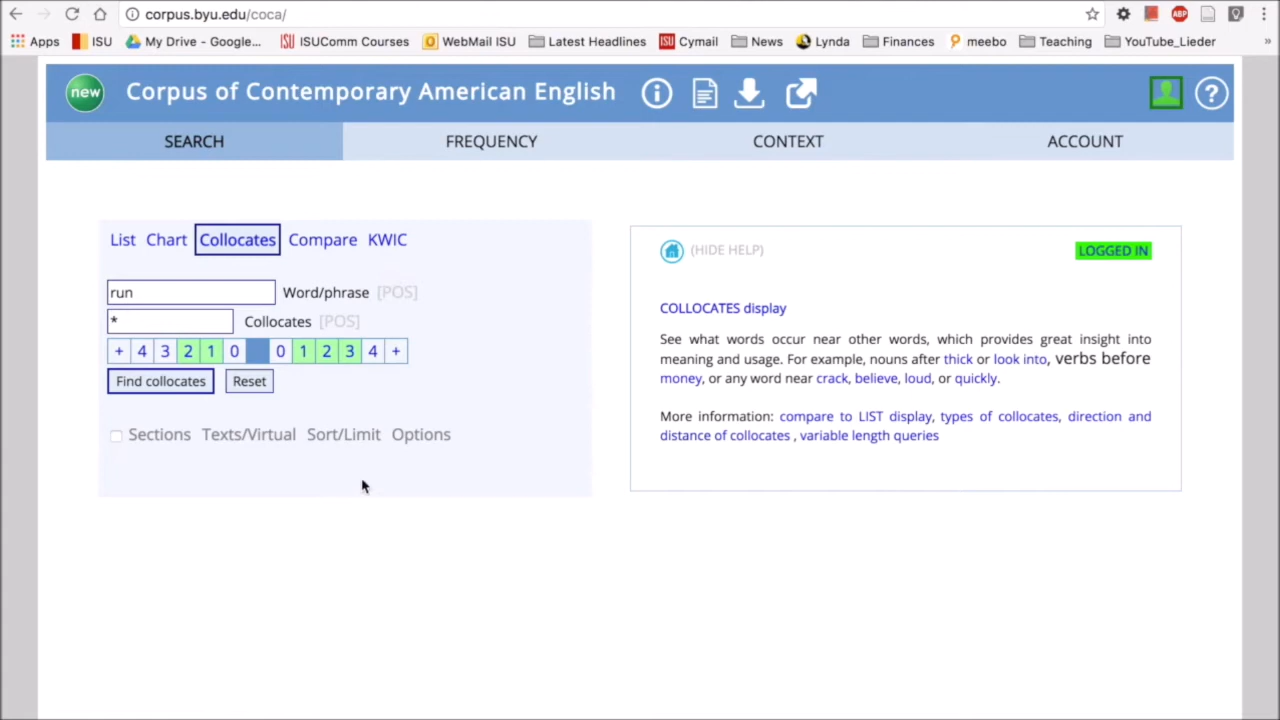 corpus.byu.edu/coca/
ABP
Apps ISU My Drive - Google... ISUComm Courses WebMail ISU Latest Headlines Cymail News Lynda Finances meebo Teaching YouTube_Lieder »
new Corpus of Contemporary American English
SEARCH FREQUENCY CONTEXT ACCOUNT
List Chart Collocates Compare KWIC
run Word/phrase [POS]
* Collocates [POS]
+ 4 3 2 1 0 0 1 2 3 4 +
Find collocates Reset
Sections Texts/Virtual Sort/Limit Options
(HIDE HELP) LOGGED IN
COLLOCATES display
See what words occur near other words, which provides great insight into
meaning and usage. For example, nouns after thick or look into, verbs before
money, or any word near crack, believe, loud, or quickly.
More information: compare to LIST display, types of collocates, direction and
distance of collocates , variable length queries